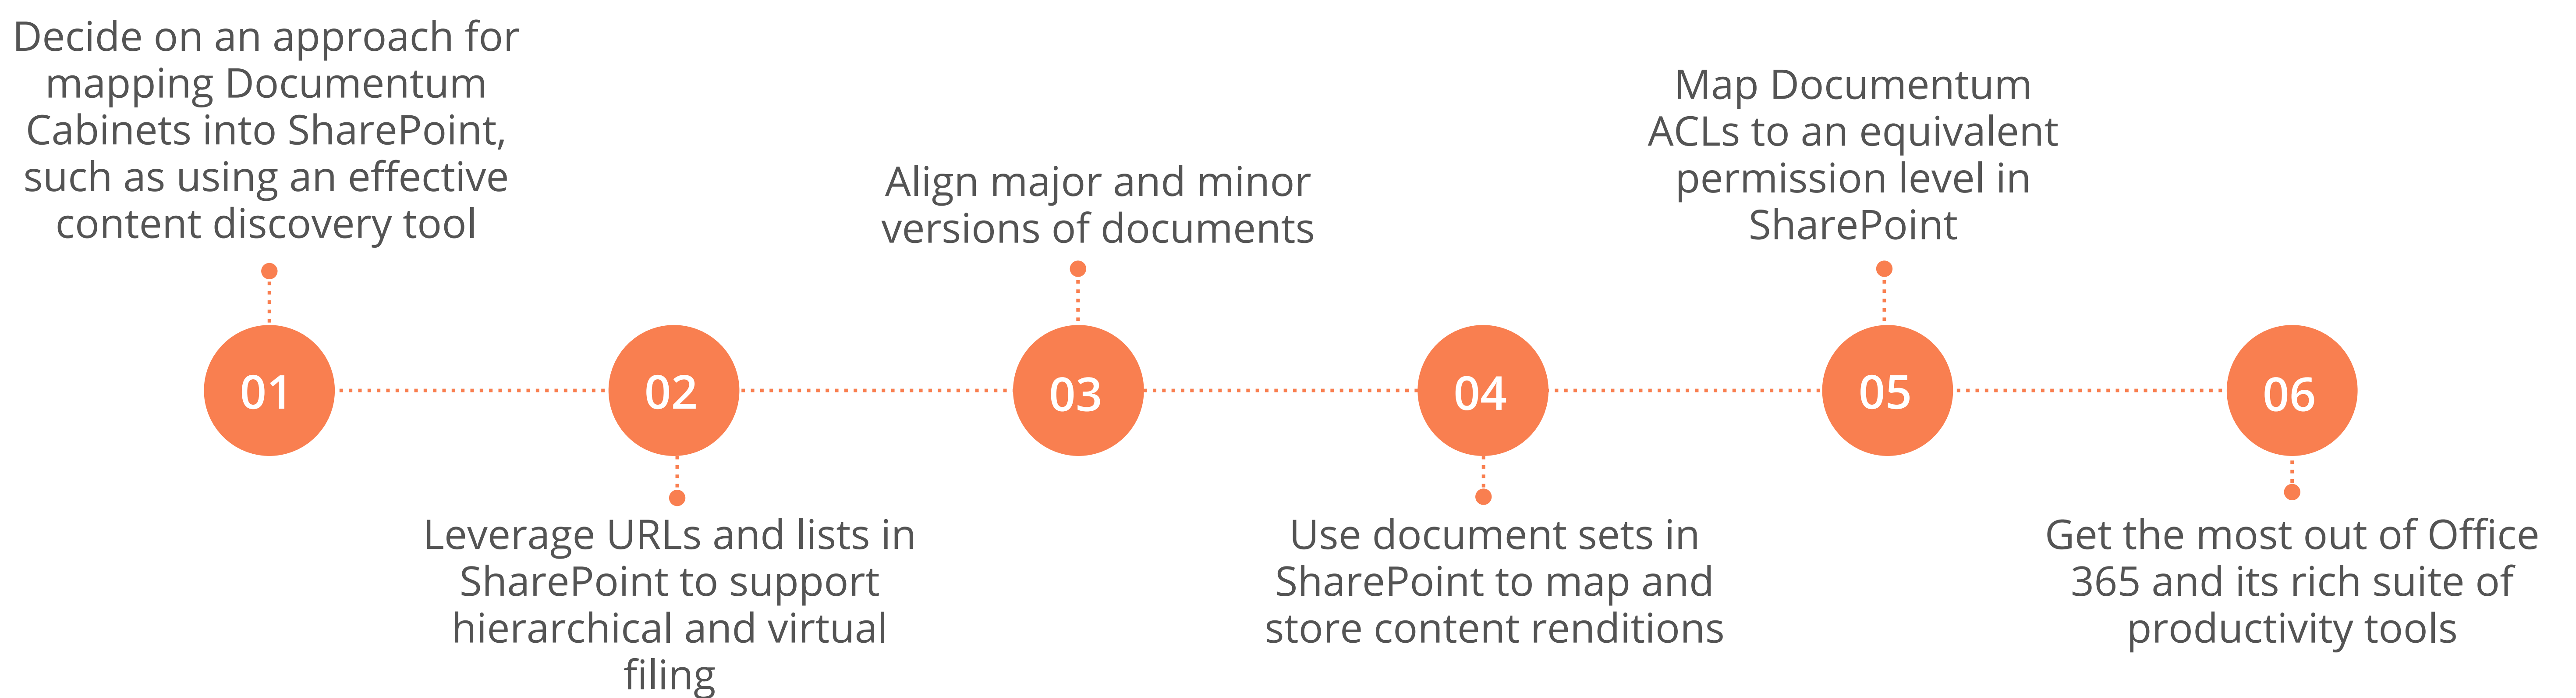 Decide on an approach for
mapping Documentum
Cabinets into SharePoint,
such as using an effective
content discovery tool
01
Leverage URLs and lists in
SharePoint to support
hierarchical and virtual
filing
02
Align major and minor
versions of documents
03
Use document sets in
SharePoint to map and
store content renditions
04
Map Documentum
ACLs to an equivalent
permission level in
SharePoint
05
Get the most out of Office
365 and its rich suite of
productivity tools
06